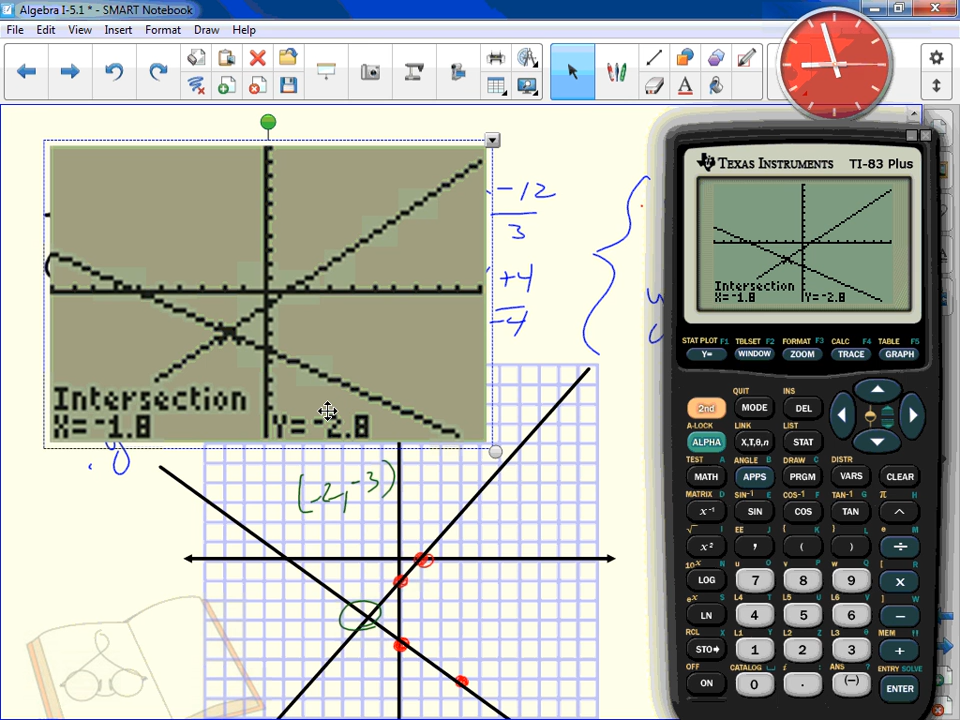 Algebra I-5.1 * - SMART Notebook
File Edit View Insert Format Draw Help
-12
3
+4
-4
Intersection
X=-1.8 Y=-2.8
y
(-2,-3)
TEXAS INSTRUMENTS TI-83 Plus
Intersection
X=-1.8 Y=-2.8
STAT PLOT F1 TBLSET F2 FORMAT F3 CALC F4 TABLE F5
Y= WINDOW ZOOM TRACE GRAPH
QUIT INS
2nd MODE DEL
A-LOCK LINK LIST
ALPHA X,T,θ,n STAT
TEST A ANGLE B DRAW C DISTR
MATH APPS PRGM VARS CLEAR
MATRIX D SIN⁻¹ E COS⁻¹ F TAN⁻¹ G π H
x⁻¹ SIN COS TAN ^
√ I EE J { K } L e M
x² , ( ) ÷
10ˣ N u O v P w Q [ R
LOG 7 8 9 x
eˣ S L4 T L5 U L6 V ] W
LN 4 5 6 −
RCL X L1 Y L2 Z L3 θ MEM "
STO➔ 1 2 3 +
OFF CATALOG i : ANS ? ENTRY SOLVE
ON 0 . (−) ENTER